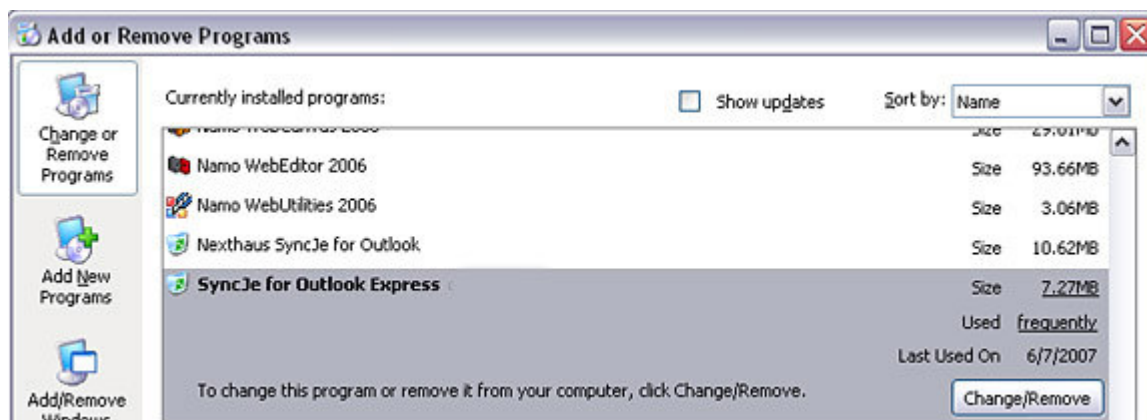 Add or Remove Programs
Change or
Remove
Programs
Add New
Programs
Add/Remove
Windows
Currently installed programs:
Show updates
Sort by: Name
Size
Namo WebEditor 2006 Size 93.66MB
Namo WebUtilities 2006 Size 3.06MB
Nexthaus SyncJe for Outlook Size 10.62MB
SyncJe for Outlook Express Size 7.27MB
Used frequently
Last Used On 6/7/2007
To change this program or remove it from your computer, click Change/Remove. Change/Remove